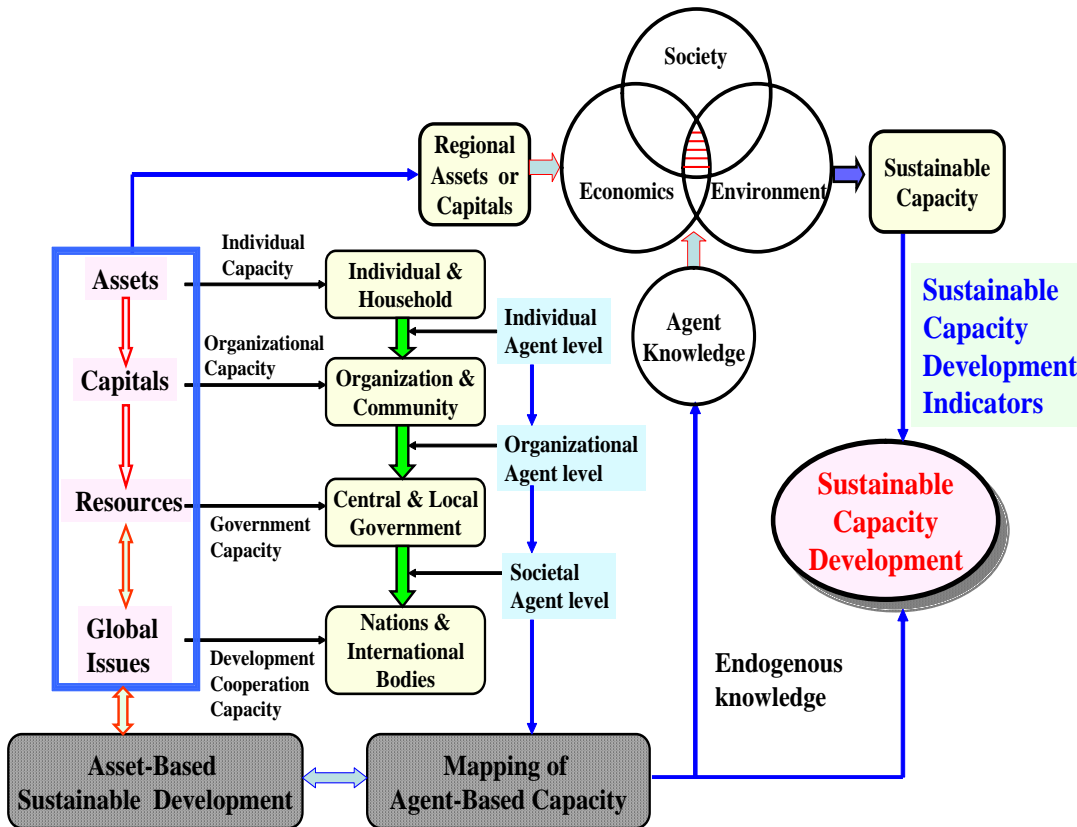 Society
Economics
Environment
Regional
Assets or
Capitals
Sustainable
Capacity
Individual
Capacity
Assets
Individual &
Household
Individual
Agent level
Agent
Knowledge
Sustainable
Capacity
Development
Indicators
Organizational
Capacity
Capitals
Organization &
Community
Organizational
Agent level
Resources
Government
Capacity
Central & Local
Government
Sustainable
Capacity
Development
Societal
Agent level
Global
Issues
Development
Cooperation
Capacity
Nations &
International
Bodies
Endogenous
knowledge
Asset-Based
Sustainable Development
Mapping of
Agent-Based Capacity